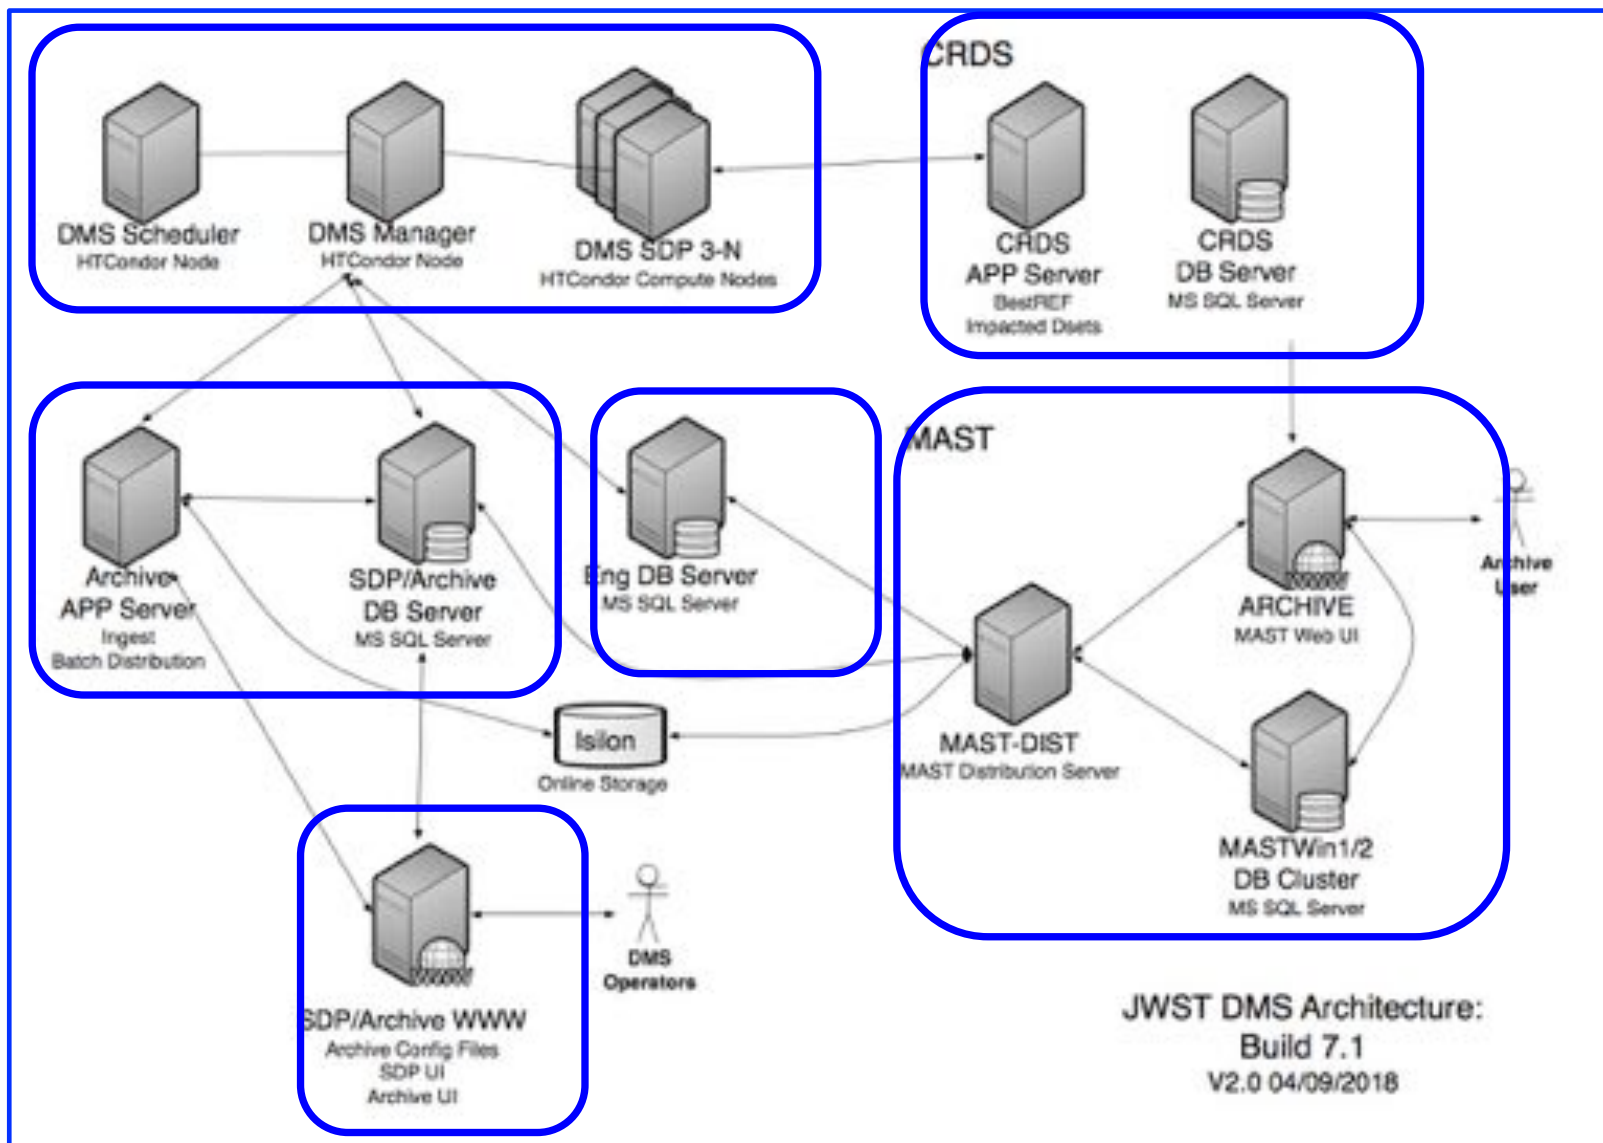 CRDS
DMS Scheduler
HTCondor Node
DMS Manager
HTCondor Node
DMS SDP 3-N
HTCondor Compute Nodes
CRDS
APP Server
BestREF
Impacted Dsets
CRDS
DB Server
MS SQL Server
Archive
APP Server
Ingest
Batch Distribution
SDP/Archive
DB Server
MS SQL Server
Eng DB Server
MS SQL Server
MAST
ARCHIVE
MAST Web UI
Archive
User
MAST-DIST
MAST Distribution Server
MASTWin1/2
DB Cluster
MS SQL Server
Isilon
Online Storage
SDP/Archive WWW
Archive Config Files
SDP UI
Archive UI
DMS
Operators
JWST DMS Architecture:
Build 7.1
V2.0 04/09/2018